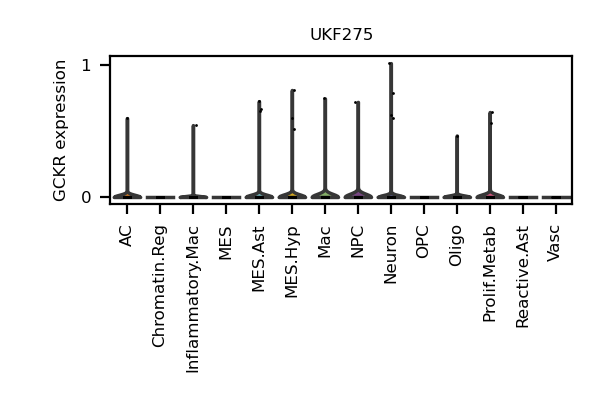 UKF275
GCKR expression
1
0
AC
Chromatin.Reg
Inflammatory.Mac
MES
MES.Ast
MES.Hyp
Mac
NPC
Neuron
OPC
Oligo
Prolif.Metab
Reactive.Ast
Vasc